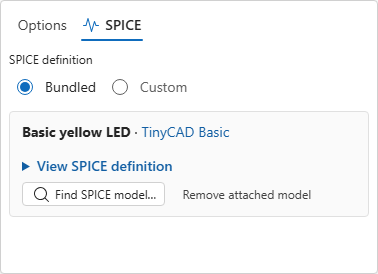 Options SPICE
SPICE definition
Bundled Custom
Basic yellow LED · TinyCAD Basic
View SPICE definition
Find SPICE model... Remove attached model